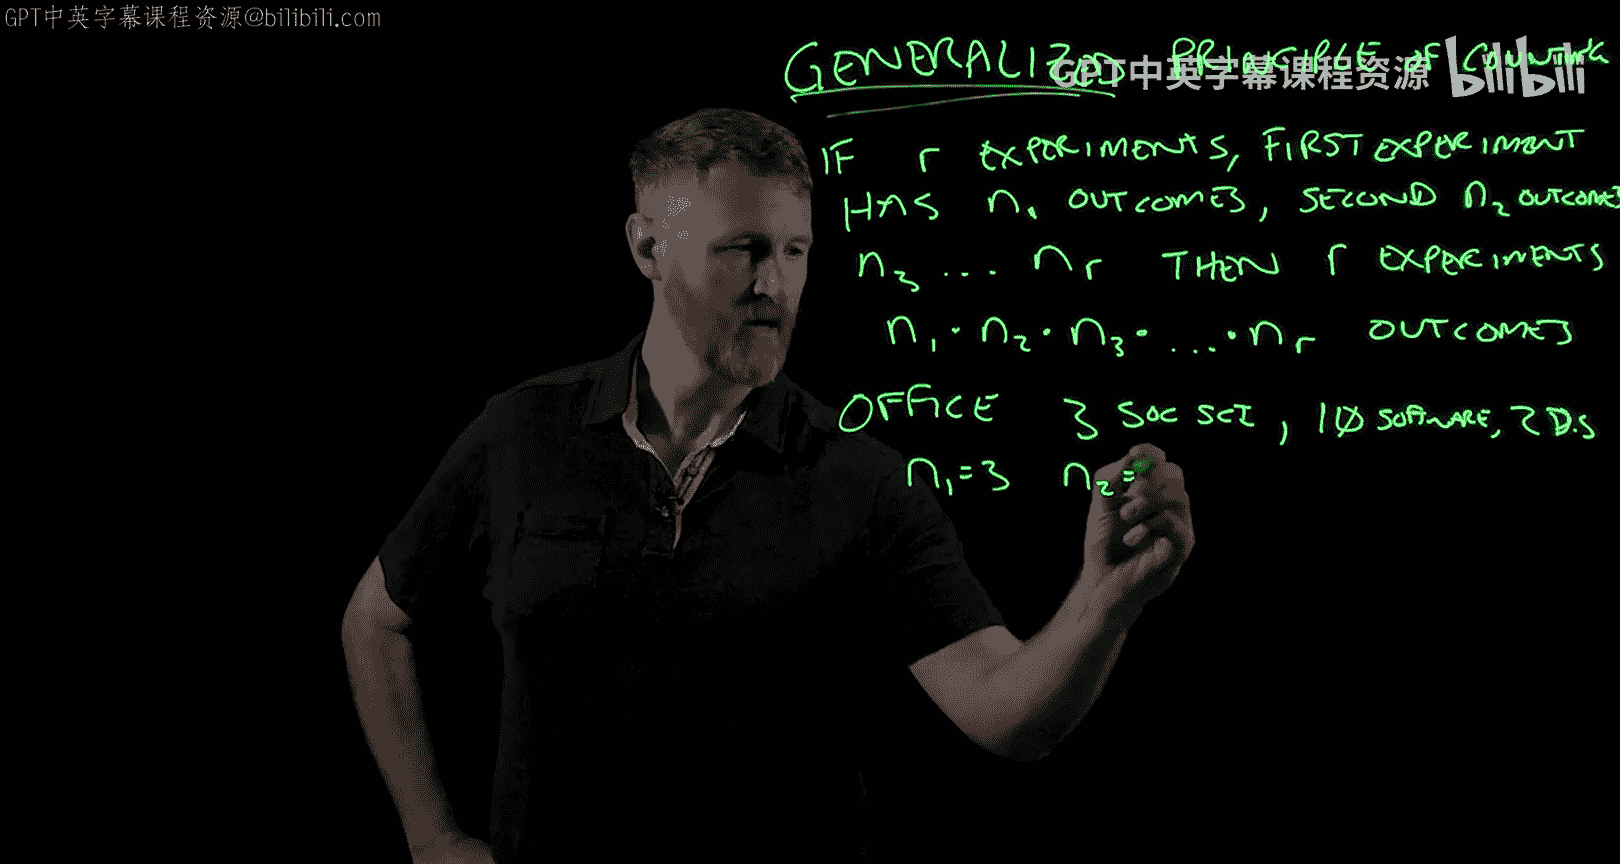 GPT中英字幕课程资源@bilibili.com
GENERALIZED PRINCIPLE OF COUNTING
GPT中英字幕课程资源 bilibili
IF r EXPERIMENTS, FIRST EXPERIMENT
HAS n₁ OUTCOMES, SECOND n₂ OUTCOMES
n₃ ... nᵣ THEN r EXPERIMENTS
n₁ · n₂ · n₃ · ... · nᵣ OUTCOMES
OFFICE 3 SOC SCI, 10 SOFTWARE, 2 D.S
n₁=3 n₂=